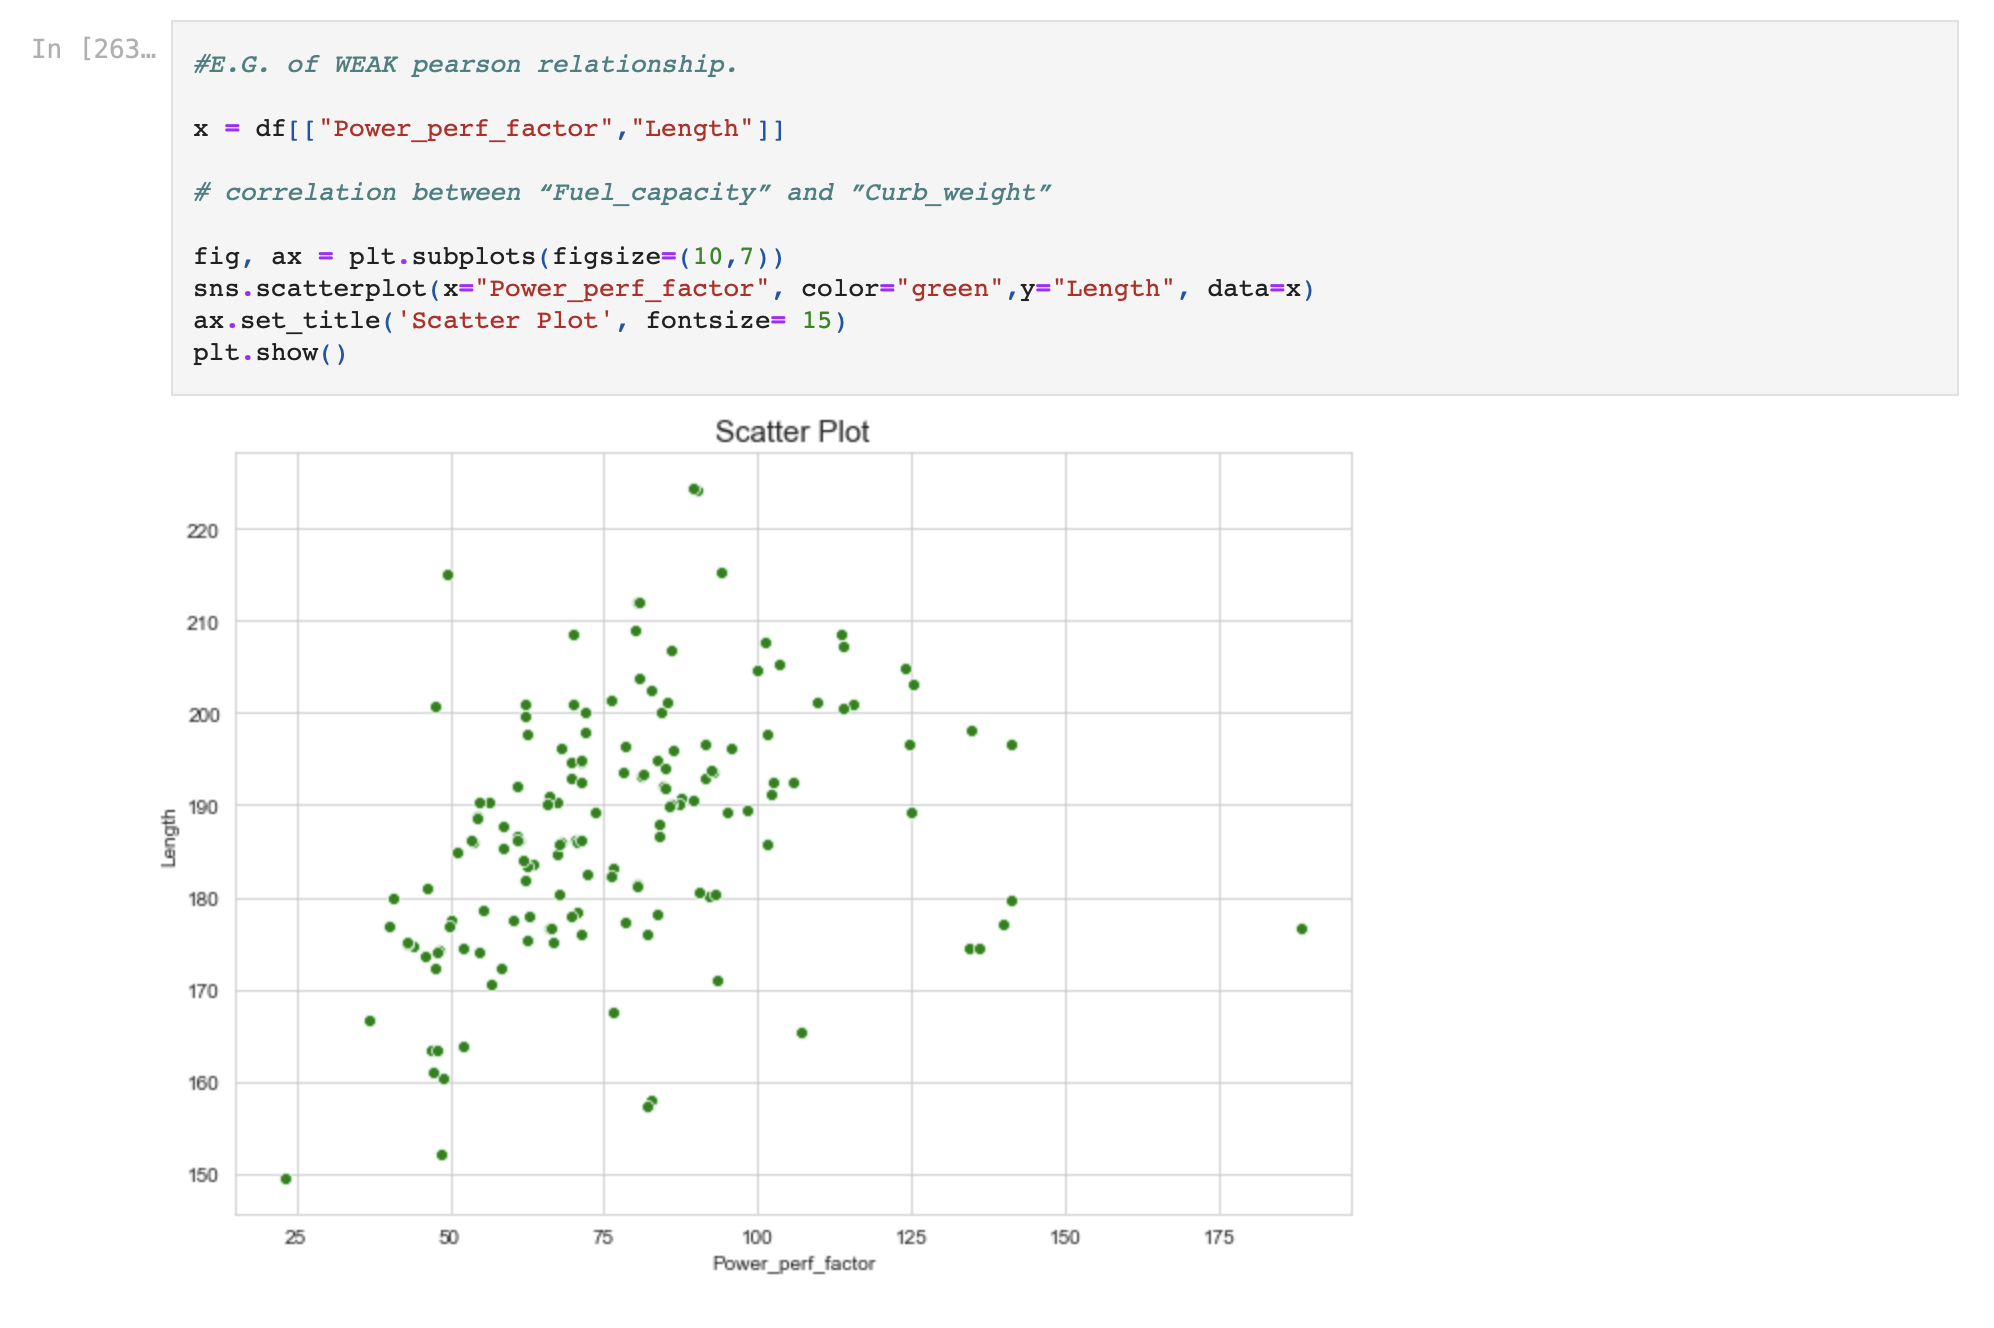 In [263…
#E.G. of WEAK pearson relationship.
x = df[["Power_perf_factor","Length"]]
# correlation between “Fuel_capacity” and ”Curb_weight”
fig, ax = plt.subplots(figsize=(10,7))
sns.scatterplot(x="Power_perf_factor", color="green",y="Length", data=x)
ax.set_title('Scatter Plot', fontsize= 15)
plt.show()
Scatter Plot
220
210
200
190
180
170
160
150
Length
25 50 75 100 125 150 175
Power_perf_factor